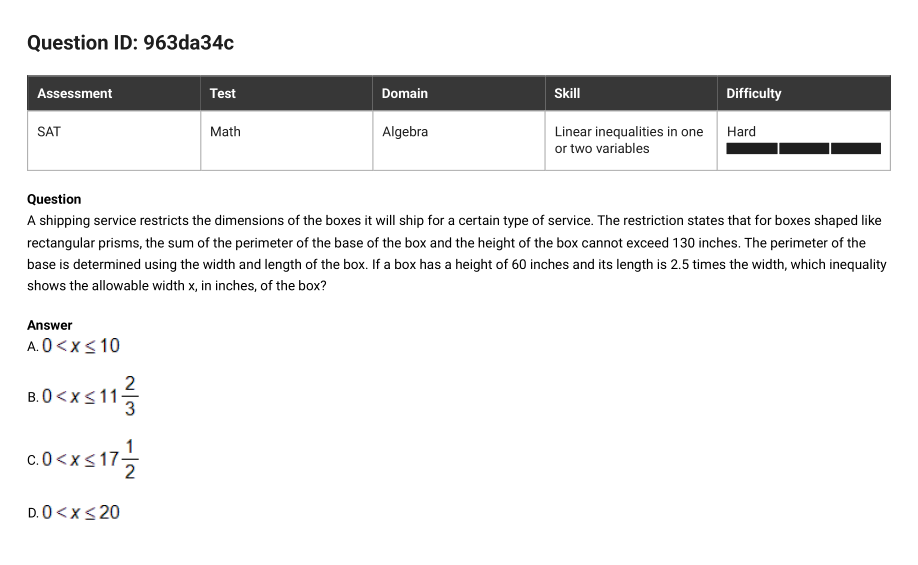 Question ID: 963da34c
Assessment Test Domain Skill Difficulty
SAT Math Algebra Linear inequalities in one or two variables Hard
Question
A shipping service restricts the dimensions of the boxes it will ship for a certain type of service. The restriction states that for boxes shaped like
rectangular prisms, the sum of the perimeter of the base of the box and the height of the box cannot exceed 130 inches. The perimeter of the
base is determined using the width and length of the box. If a box has a height of 60 inches and its length is 2.5 times the width, which inequality
shows the allowable width x, in inches, of the box?
Answer
A. 0 < x ≤ 10
B. 0 < x ≤ 11 2/3
C. 0 < x ≤ 17 1/2
D. 0 < x ≤ 20